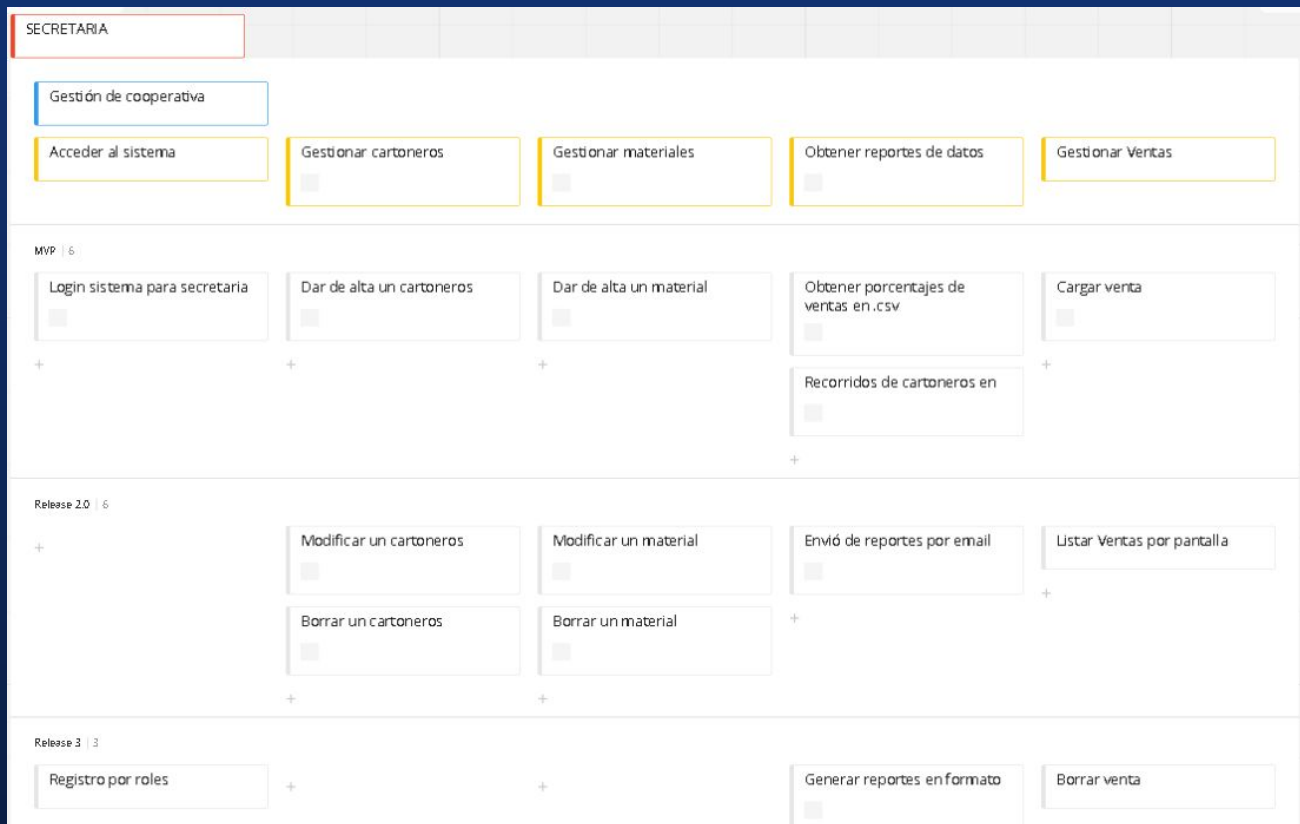 SECRETARIA
Gestión de cooperativa
Acceder al sistema
Gestionar cartoneros
Gestionar materiales
Obtener reportes de datos
Gestionar Ventas
MVP | 6
Login sistema para secretaria
Dar de alta un cartoneros
Dar de alta un material
Obtener porcentajes de
ventas en .csv
Cargar venta
Recorridos de cartoneros en
Release 2.0 | 6
Modificar un cartoneros
Modificar un material
Envió de reportes por email
Listar Ventas por pantalla
Borrar un cartoneros
Borrar un material
Release 3 | 3
Registro por roles
Generar reportes en formato
Borrar venta